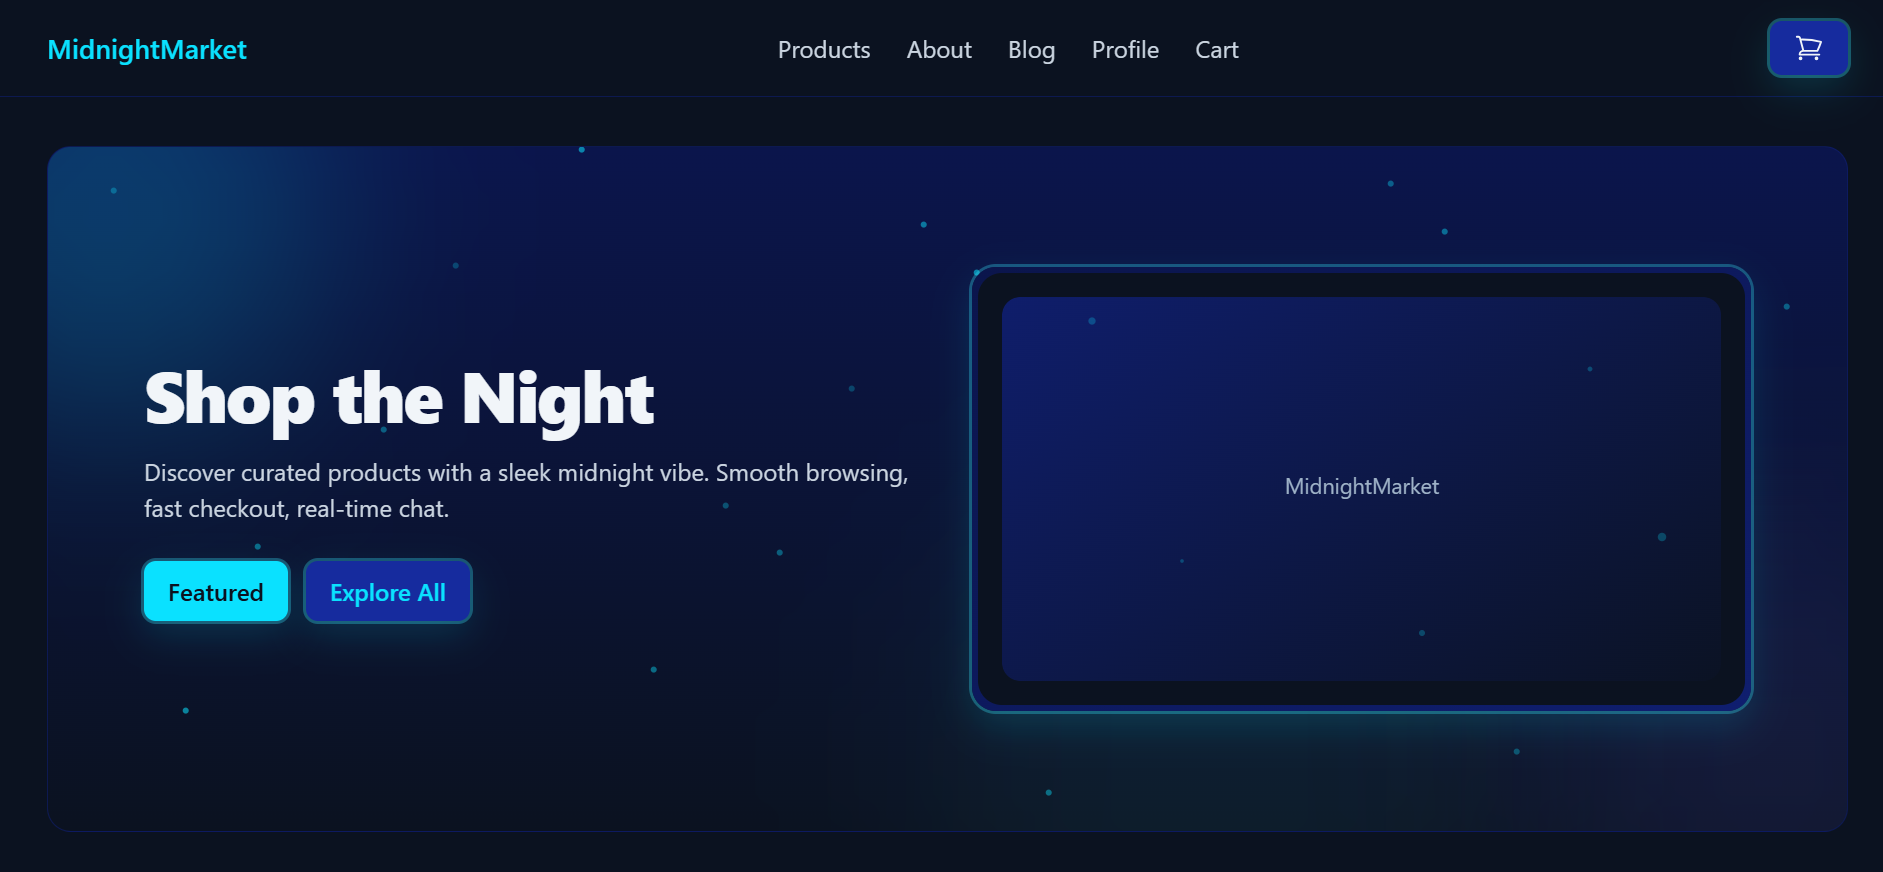 MidnightMarket
Products
About
Blog
Profile
Cart
Shop the Night
Discover curated products with a sleek midnight vibe. Smooth browsing,
fast checkout, real-time chat.
Featured
Explore All
MidnightMarket